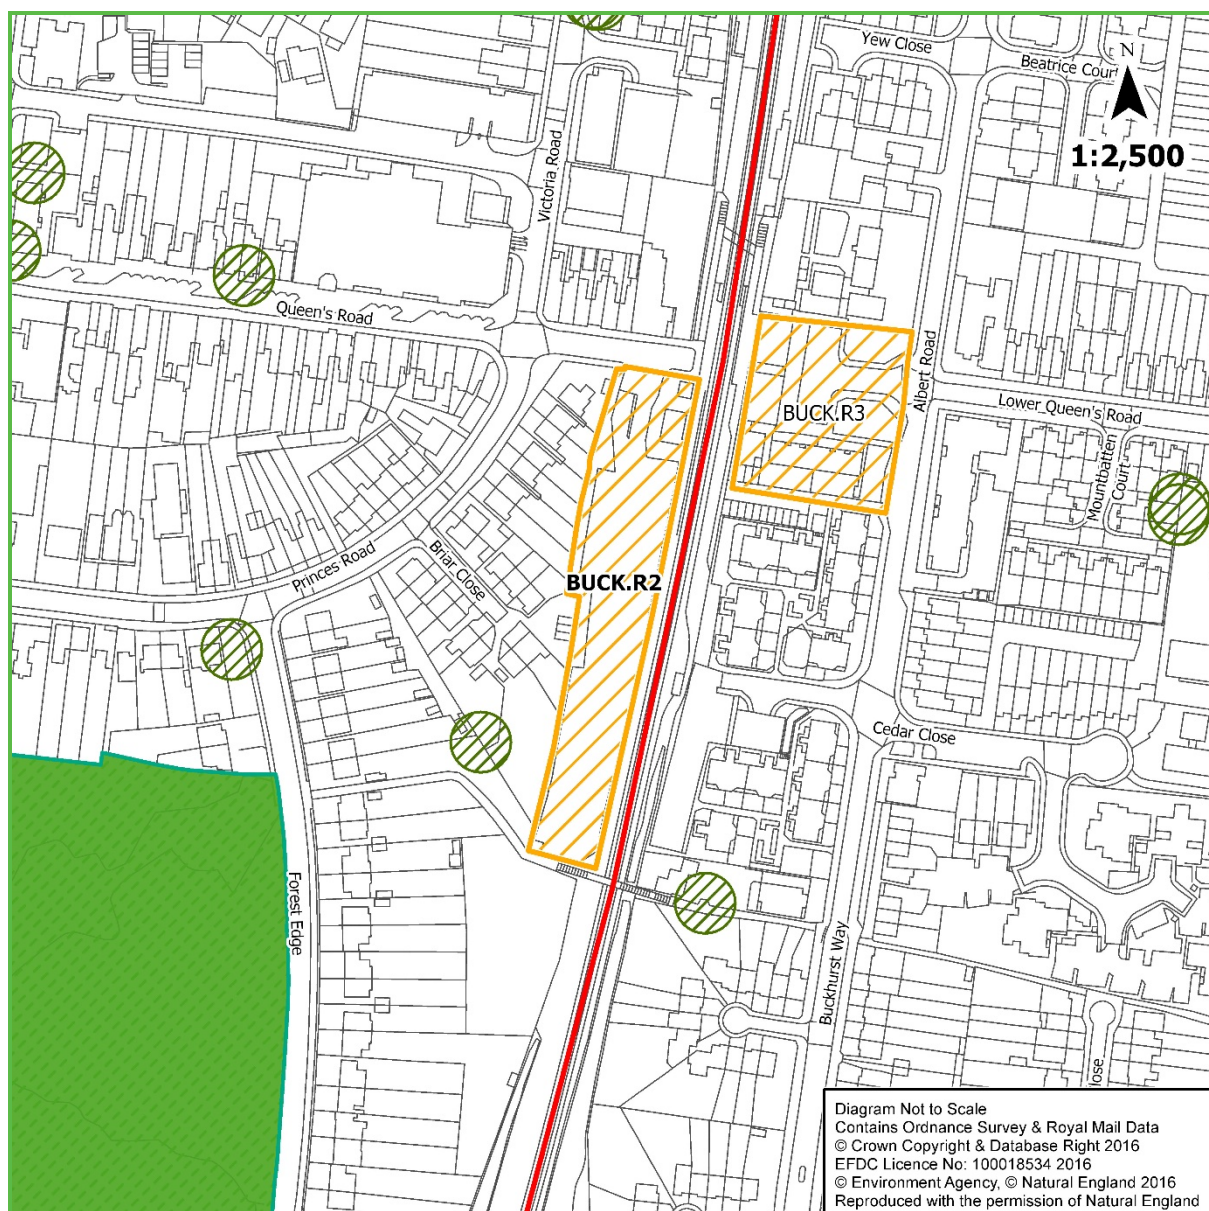 Yew Close
Beatrice Court
N
1:2,500
Victoria Road
Queen's Road
Albert Road
Lower Queen's Road
BUCK.R3
Mountbatten
Court
Princes Road
Briar Close
BUCK.R2
Cedar Close
Forest Edge
Buckhurst Way
Diagram Not to Scale
Contains Ordnance Survey & Royal Mail Data
© Crown Copyright & Database Right 2016
EFDC Licence No: 100018534 2016
© Environment Agency, © Natural England 2016
Reproduced with the permission of Natural England